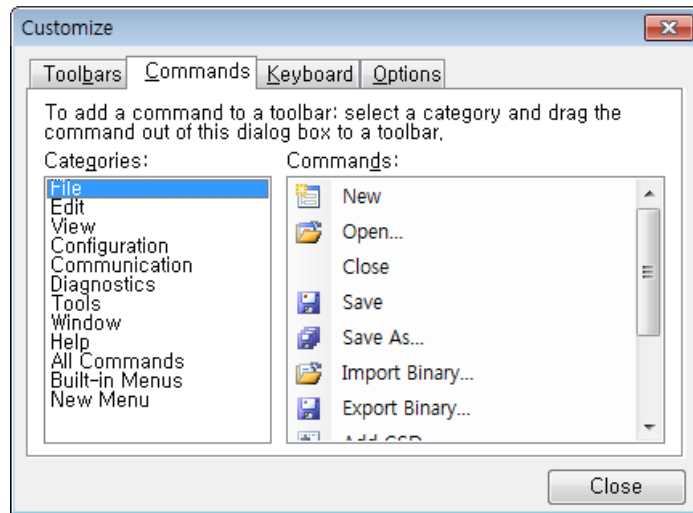 Customize
Toolbars Commands Keyboard Options
To add a command to a toolbar: select a category and drag the
command out of this dialog box to a toolbar,
Categories:
Commands:
File
Edit
View
Configuration
Communication
Diagnostics
Tools
Window
Help
All Commands
Built-in Menus
New Menu
New
Open...
Close
Save
Save As...
Import Binary...
Export Binary...
Close